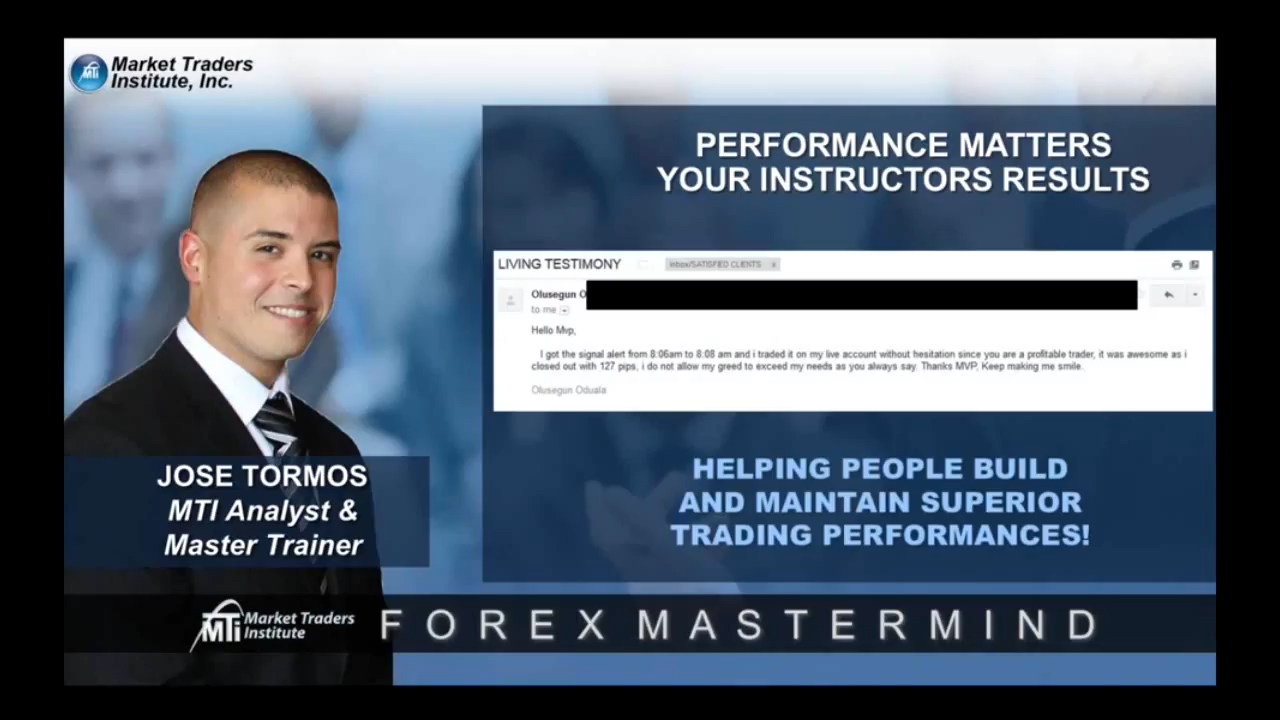 Market Traders
Institute, Inc.
PERFORMANCE MATTERS
YOUR INSTRUCTORS RESULTS
LIVING TESTIMONY
Inbox/SATISFIED CLIENTS x
Olusegun O
to me
Hello Mvp,
I got the signal alert from 8:06am to 8:08 am and i traded it on my live account without hesitation since you are a profitable trader, it was awesome as i
closed out with 127 pips, i do not allow my greed to exceed my needs as you always say. Thanks MVP, Keep making me smile.
Olusegun Oduala
JOSE TORMOS
MTI Analyst &
Master Trainer
HELPING PEOPLE BUILD
AND MAINTAIN SUPERIOR
TRADING PERFORMANCES!
MTI Market Traders
Institute
FOREX MASTERMIND